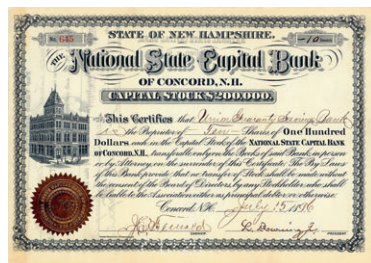 STATE OF NEW HAMPSHIRE.
No. 645
10 Shares
THE National State Capital Bank
OF CONCORD, N.H.
CAPITAL STOCK $200,000
This Certifies that Union Guaranty Savings Bank
is the Proprietor of Ten Shares of One Hundred
Dollars each in the Capital Stock of the NATIONAL STATE CAPITAL BANK
OF CONCORD, N.H., transferable only on the Books of said Bank, in person
or by Attorney, on the surrender of this Certificate. The By-Laws
of this Bank provide that no transfer of Stock shall be made without
the consent of the Board of Directors, by any Stockholder, who shall
be liable to the Association either as principal debtor, or otherwise.
Concord, N.H. July 15 1896
CASHIER
PRESIDENT